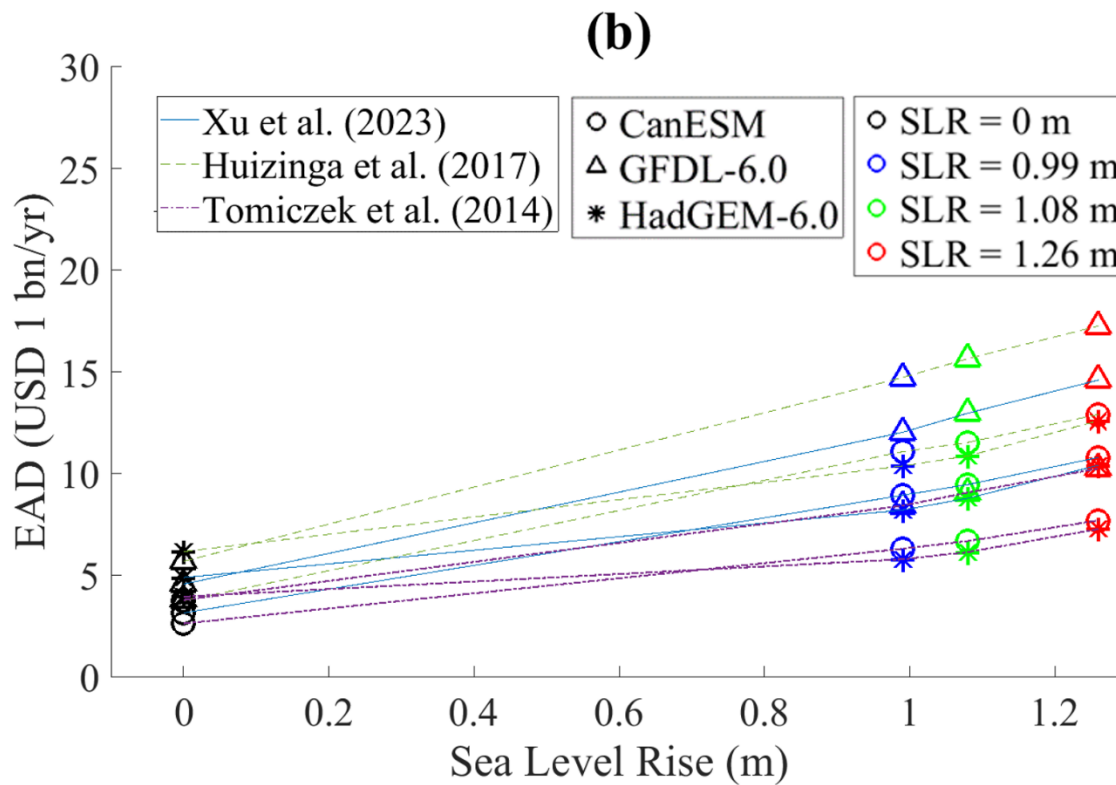 (b)
30
25
20
15
10
5
0
EAD (USD 1 bn/yr)
Xu et al. (2023)
Huizinga et al. (2017)
Tomiczek et al. (2014)
CanESM
GFDL-6.0
HadGEM-6.0
SLR = 0 m
SLR = 0.99 m
SLR = 1.08 m
SLR = 1.26 m
0 0.2 0.4 0.6 0.8 1 1.2
Sea Level Rise (m)